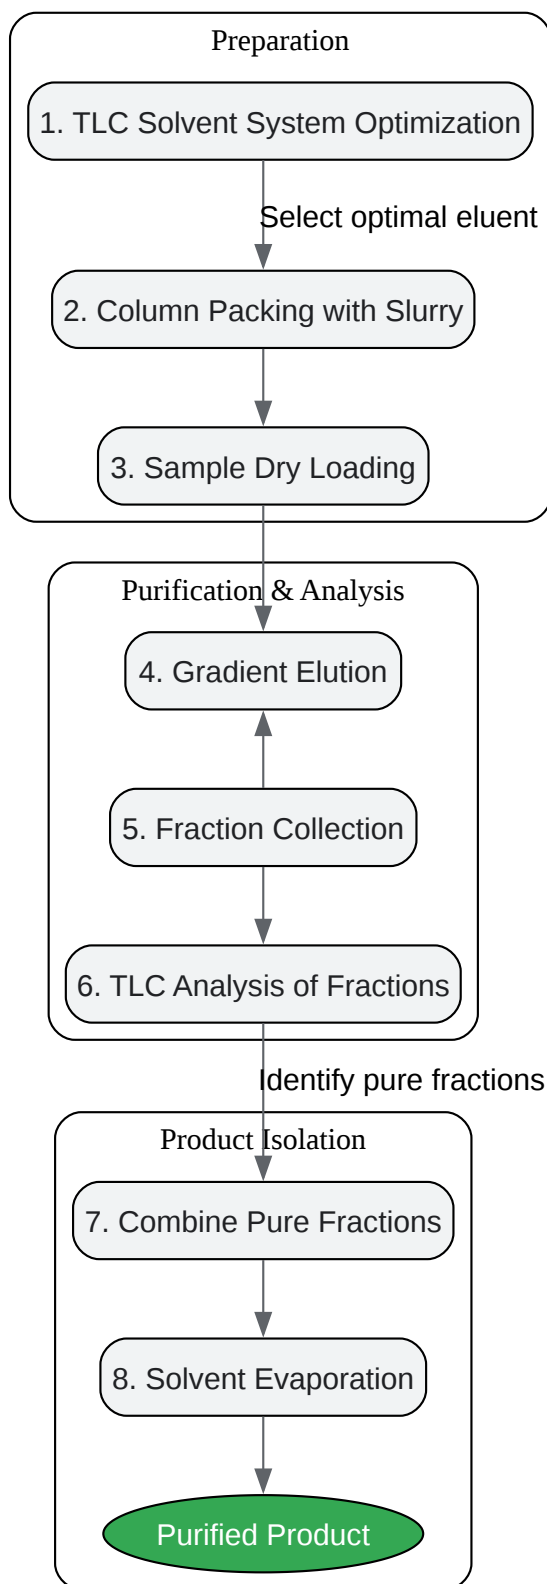 Preparation
1. TLC Solvent System Optimization
Select optimal eluent
2. Column Packing with Slurry
3. Sample Dry Loading
Purification & Analysis
4. Gradient Elution
5. Fraction Collection
6. TLC Analysis of Fractions
Identify pure fractions
Product Isolation
7. Combine Pure Fractions
8. Solvent Evaporation
Purified Product